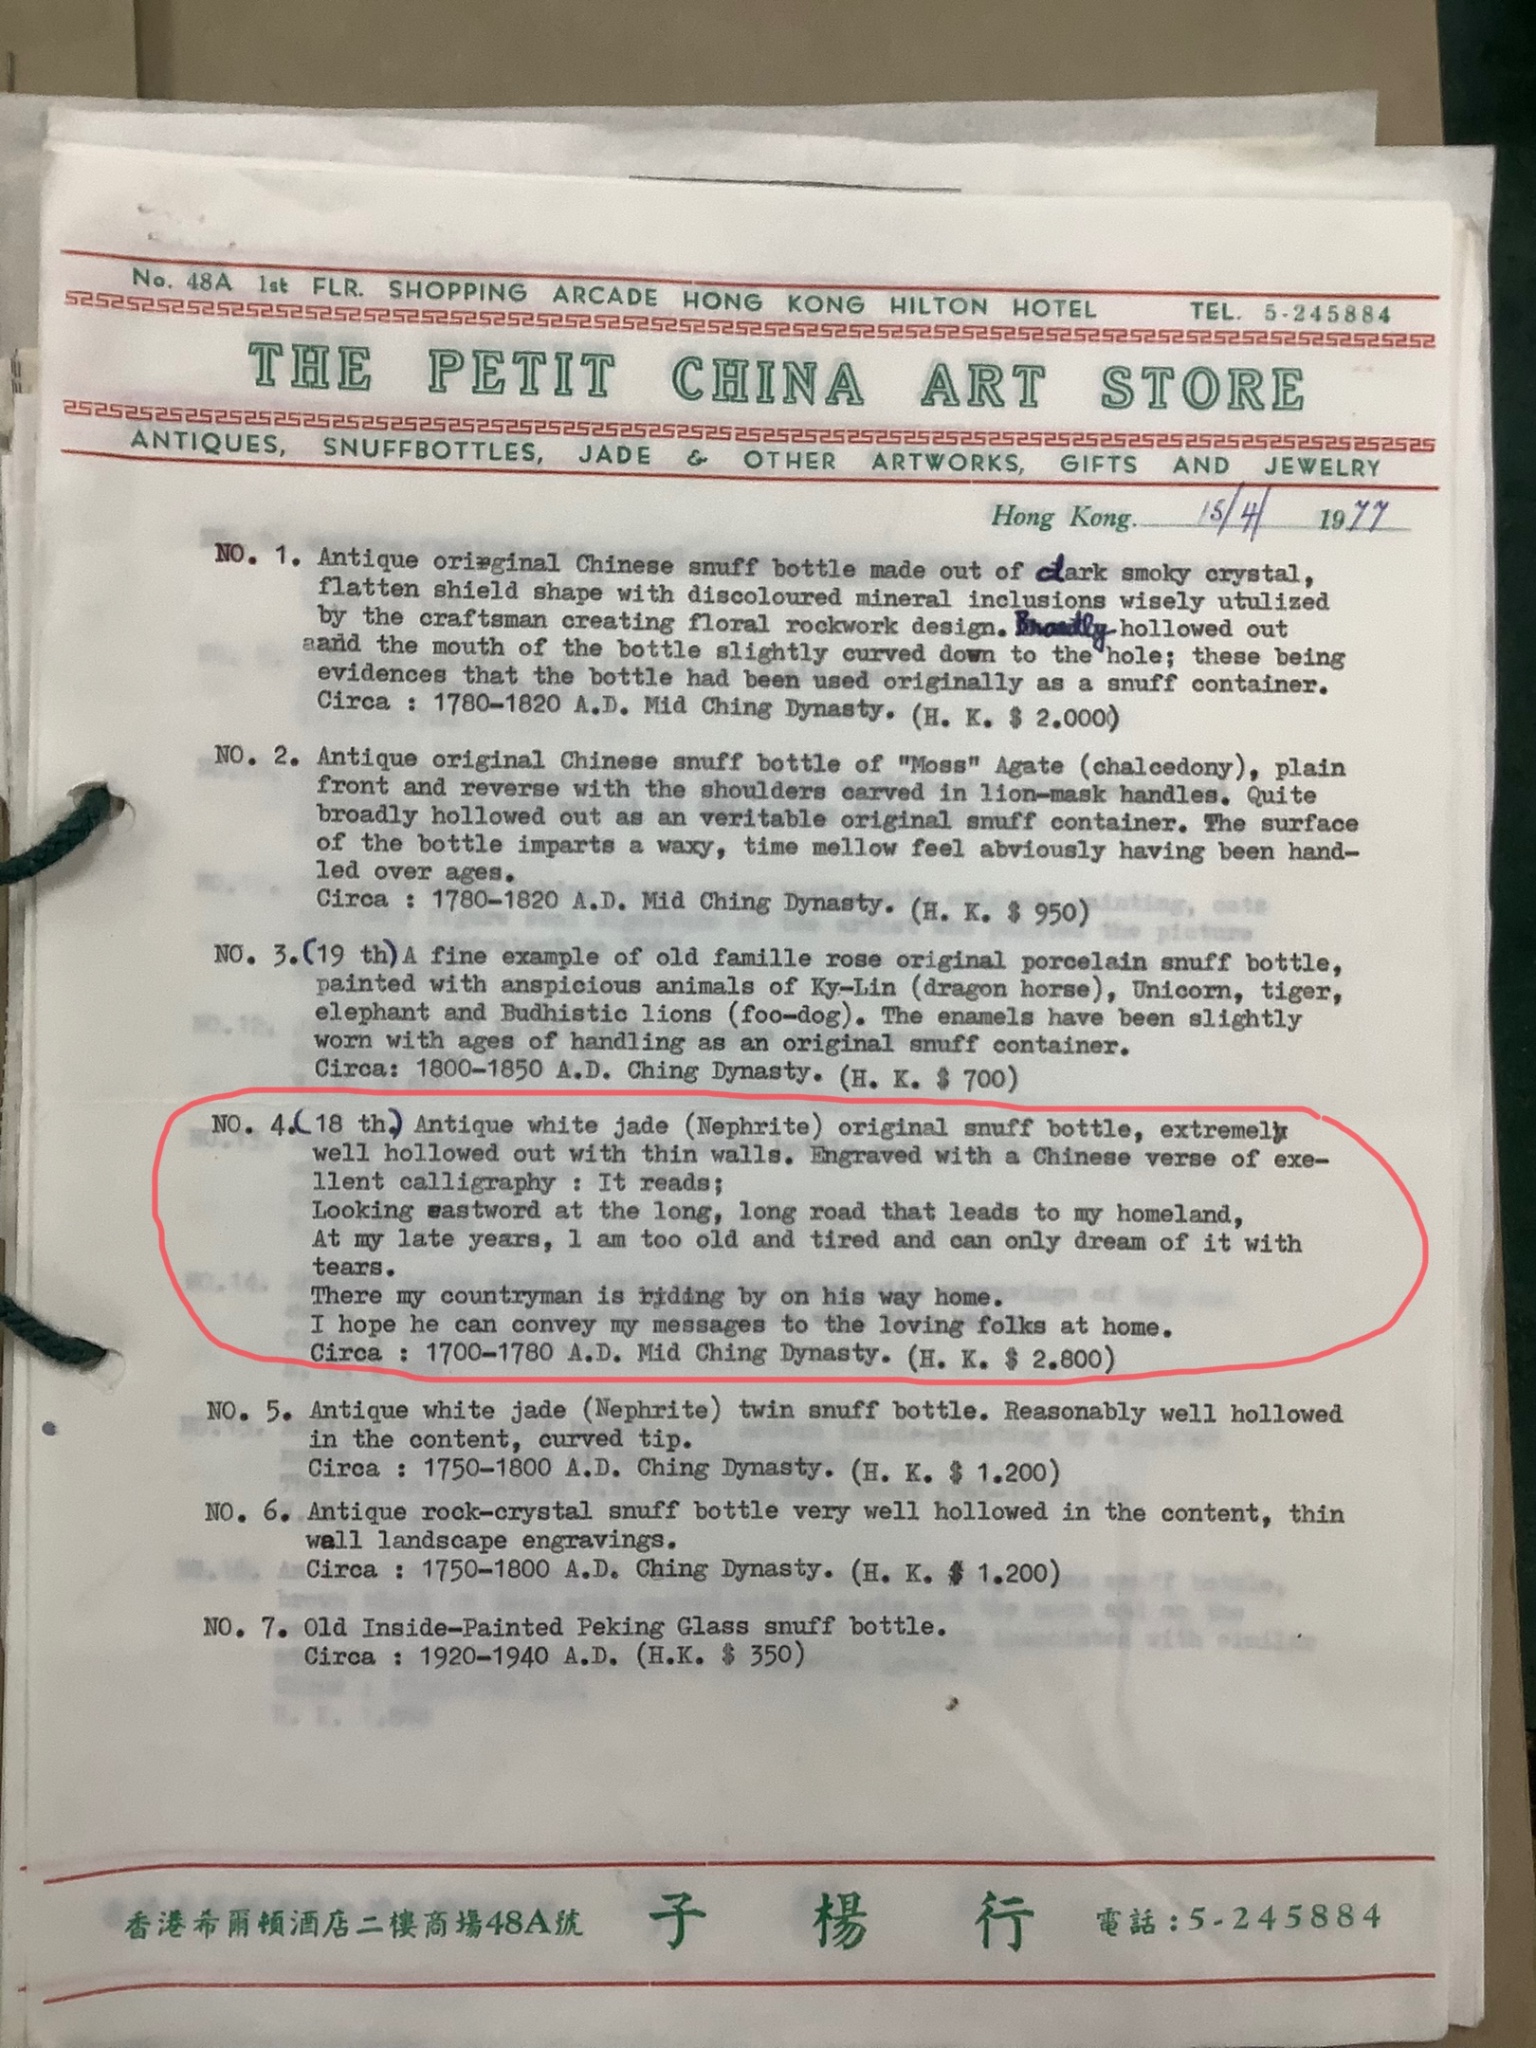 No. 48A 1st FLR. SHOPPING ARCADE HONG KONG HILTON HOTEL TEL. 5-245884
THE PETIT CHINA ART STORE
ANTIQUES, SNUFFBOTTLES, JADE & OTHER ARTWORKS, GIFTS AND JEWELRY
Hong Kong. 15/4/ 1977
NO. 1. Antique original Chinese snuff bottle made out of dark smoky crystal,
flatten shield shape with discoloured mineral inclusions wisely utulized
by the craftsman creating floral rockwork design. Broadly hollowed out
aand the mouth of the bottle slightly curved down to the hole; these being
evidences that the bottle had been used originally as a snuff container.
Circa : 1780-1820 A.D. Mid Ching Dynasty. (H. K. $ 2.000)
NO. 2. Antique original Chinese snuff bottle of "Moss" Agate (chalcedony), plain
front and reverse with the shoulders carved in lion-mask handles. Quite
broadly hollowed out as an veritable original snuff container. The surface
of the bottle imparts a waxy, time mellow feel abviously having been hand-
led over ages.
Circa : 1780-1820 A.D. Mid Ching Dynasty. (H. K. $ 950)
NO. 3. (19 th) A fine example of old famille rose original porcelain snuff bottle,
painted with anspicious animals of Ky-Lin (dragon horse), Unicorn, tiger,
elephant and Budhistic lions (foo-dog). The enamels have been slightly
worn with ages of handling as an original snuff container.
Circa: 1800-1850 A.D. Ching Dynasty. (H. K. $ 700)
NO. 4. (18 th.) Antique white jade (Nephrite) original snuff bottle, extremely
well hollowed out with thin walls. Engraved with a Chinese verse of exe-
llent calligraphy : It reads;
Looking eastword at the long, long road that leads to my homeland,
At my late years, l am too old and tired and can only dream of it with
tears.
There my countryman is riding by on his way home.
I hope he can convey my messages to the loving folks at home.
Circa : 1700-1780 A.D. Mid Ching Dynasty. (H. K. $ 2.800)
NO. 5. Antique white jade (Nephrite) twin snuff bottle. Reasonably well hollowed
in the content, curved tip.
Circa : 1750-1800 A.D. Ching Dynasty. (H. K. $ 1.200)
NO. 6. Antique rock-crystal snuff bottle very well hollowed in the content, thin
wall landscape engravings.
Circa : 1750-1800 A.D. Ching Dynasty. (H. K. $ 1.200)
NO. 7. Old Inside-Painted Peking Glass snuff bottle.
Circa : 1920-1940 A.D. (H.K. $ 350)
香港希爾頓酒店二樓商場48A號 子楊行 電話:5-245884